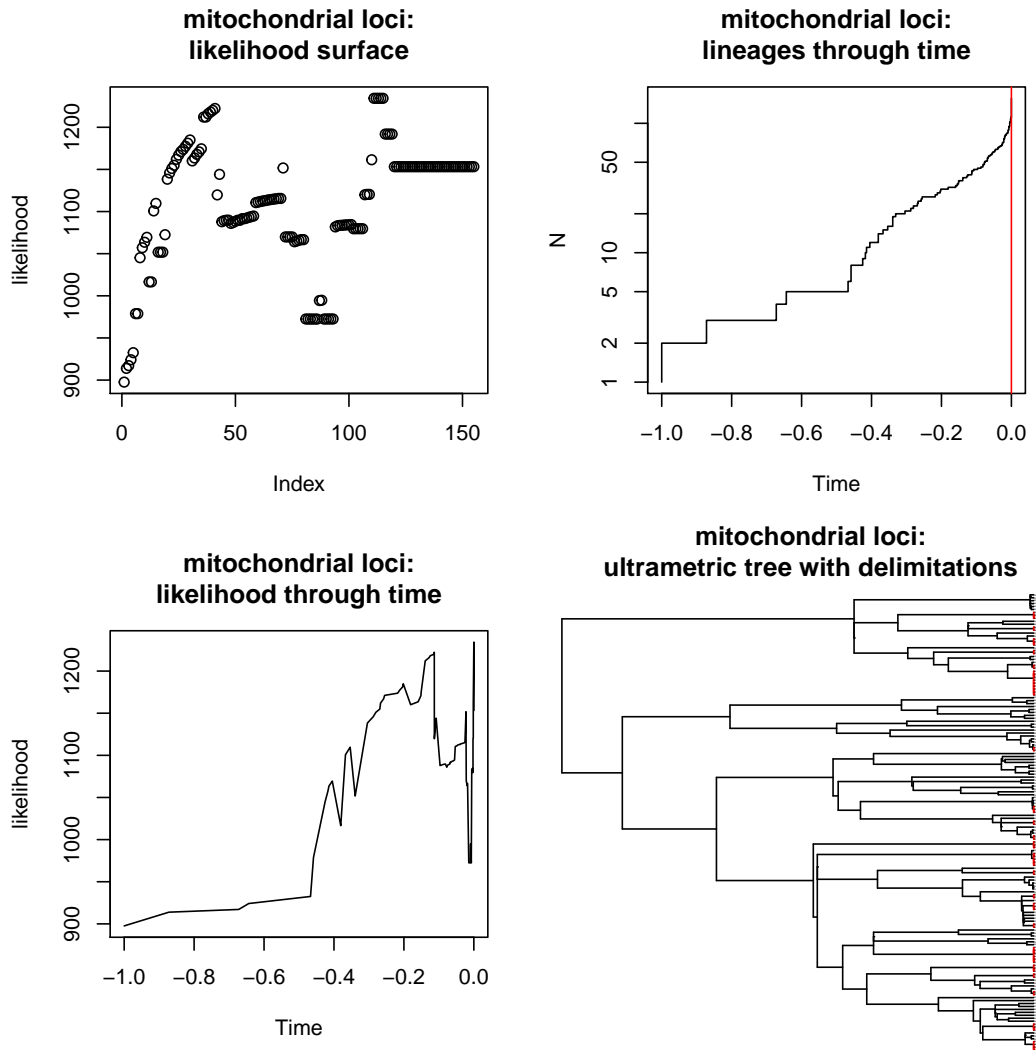 mitochondrial loci:
likelihood surface
likelihood
900
1000
1100
1200
0
50
100
150
Index
mitochondrial loci:
lineages through time
N
1
2
5
10
50
−1.0
−0.8
−0.6
−0.4
−0.2
0.0
Time
mitochondrial loci:
likelihood through time
likelihood
900
1000
1100
1200
−1.0
−0.8
−0.6
−0.4
−0.2
0.0
Time
mitochondrial loci:
ultrametric tree with delimitations